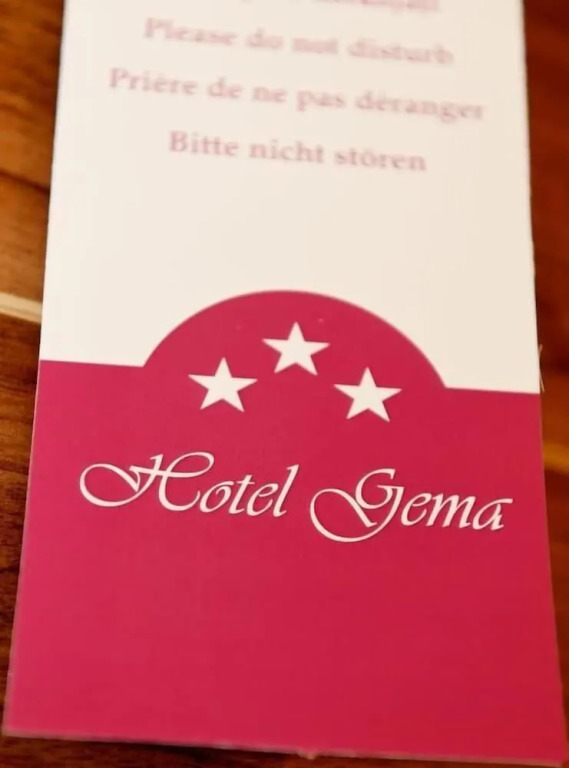 Please do not disturb
Prière de ne pas déranger
Bitte nicht stören
Hotel Gema